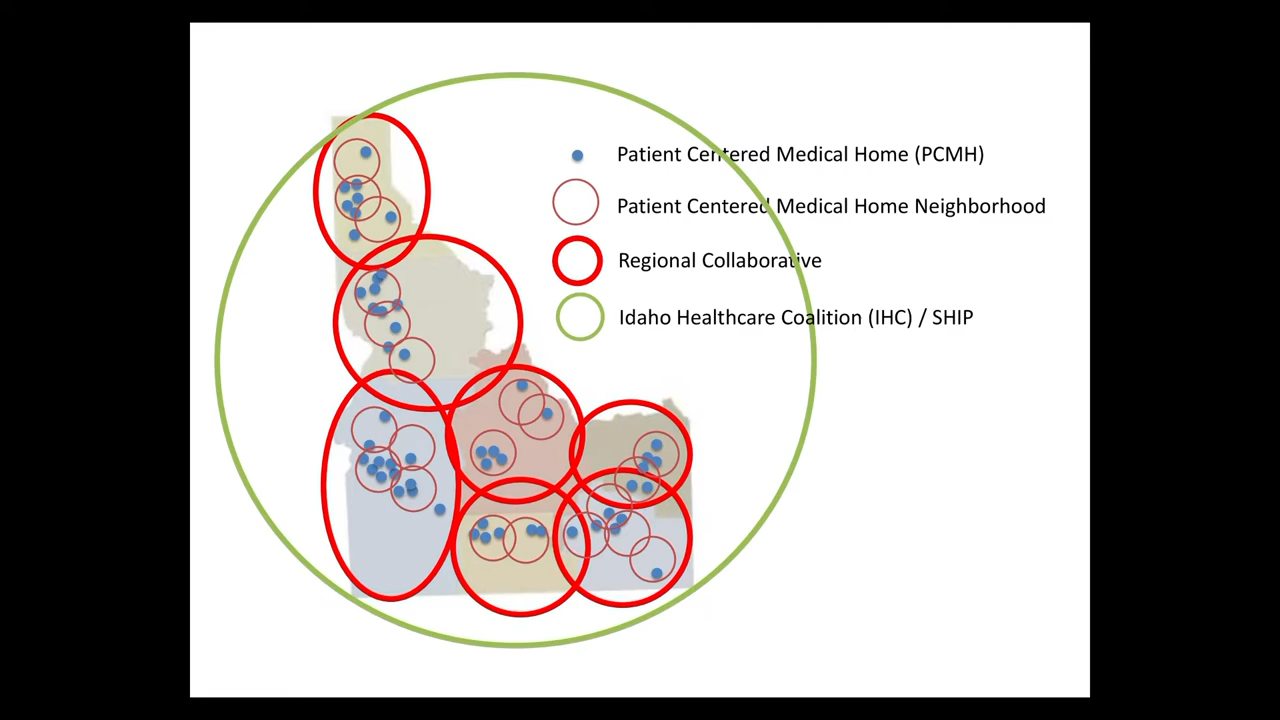 Patient Centered Medical Home (PCMH)
Patient Centered Medical Home Neighborhood
Regional Collaborative
Idaho Healthcare Coalition (IHC) / SHIP